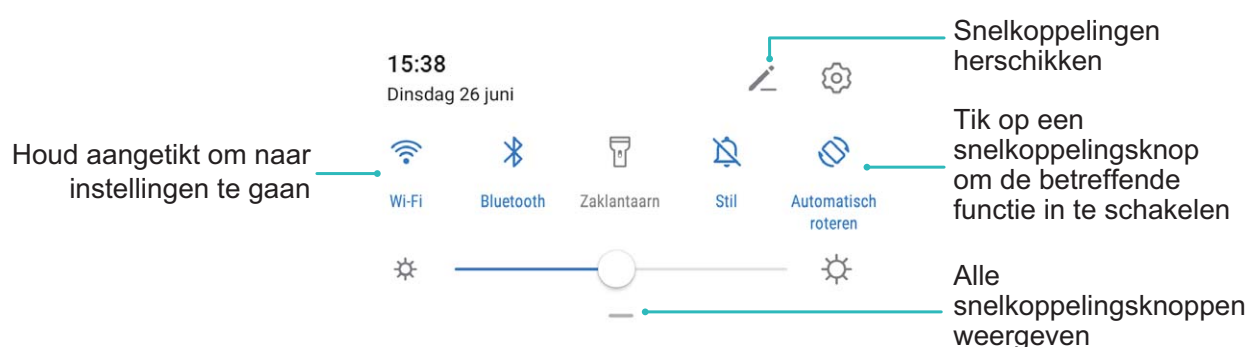 Snelkoppelingen
herschikken
15:38
Dinsdag 26 juni
Houd aangetikt om naar
instellingen te gaan
Wi-Fi
Bluetooth
Zaklantaarn
Stil
Automatisch
roteren
Tik op een
snelkoppelingsknop
om de betreffende
functie in te schakelen
Alle
snelkoppelingsknoppen
weergeven